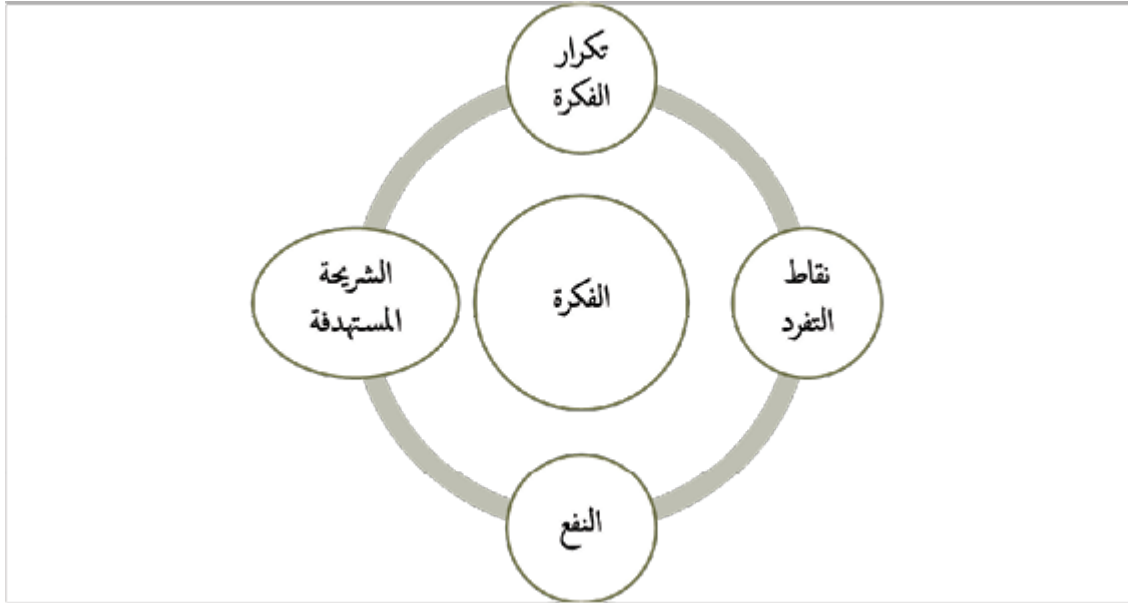 تكرار
الفكرة
نقاط
التفرد
الفكرة
الشريحة
المستهدفة
النفع